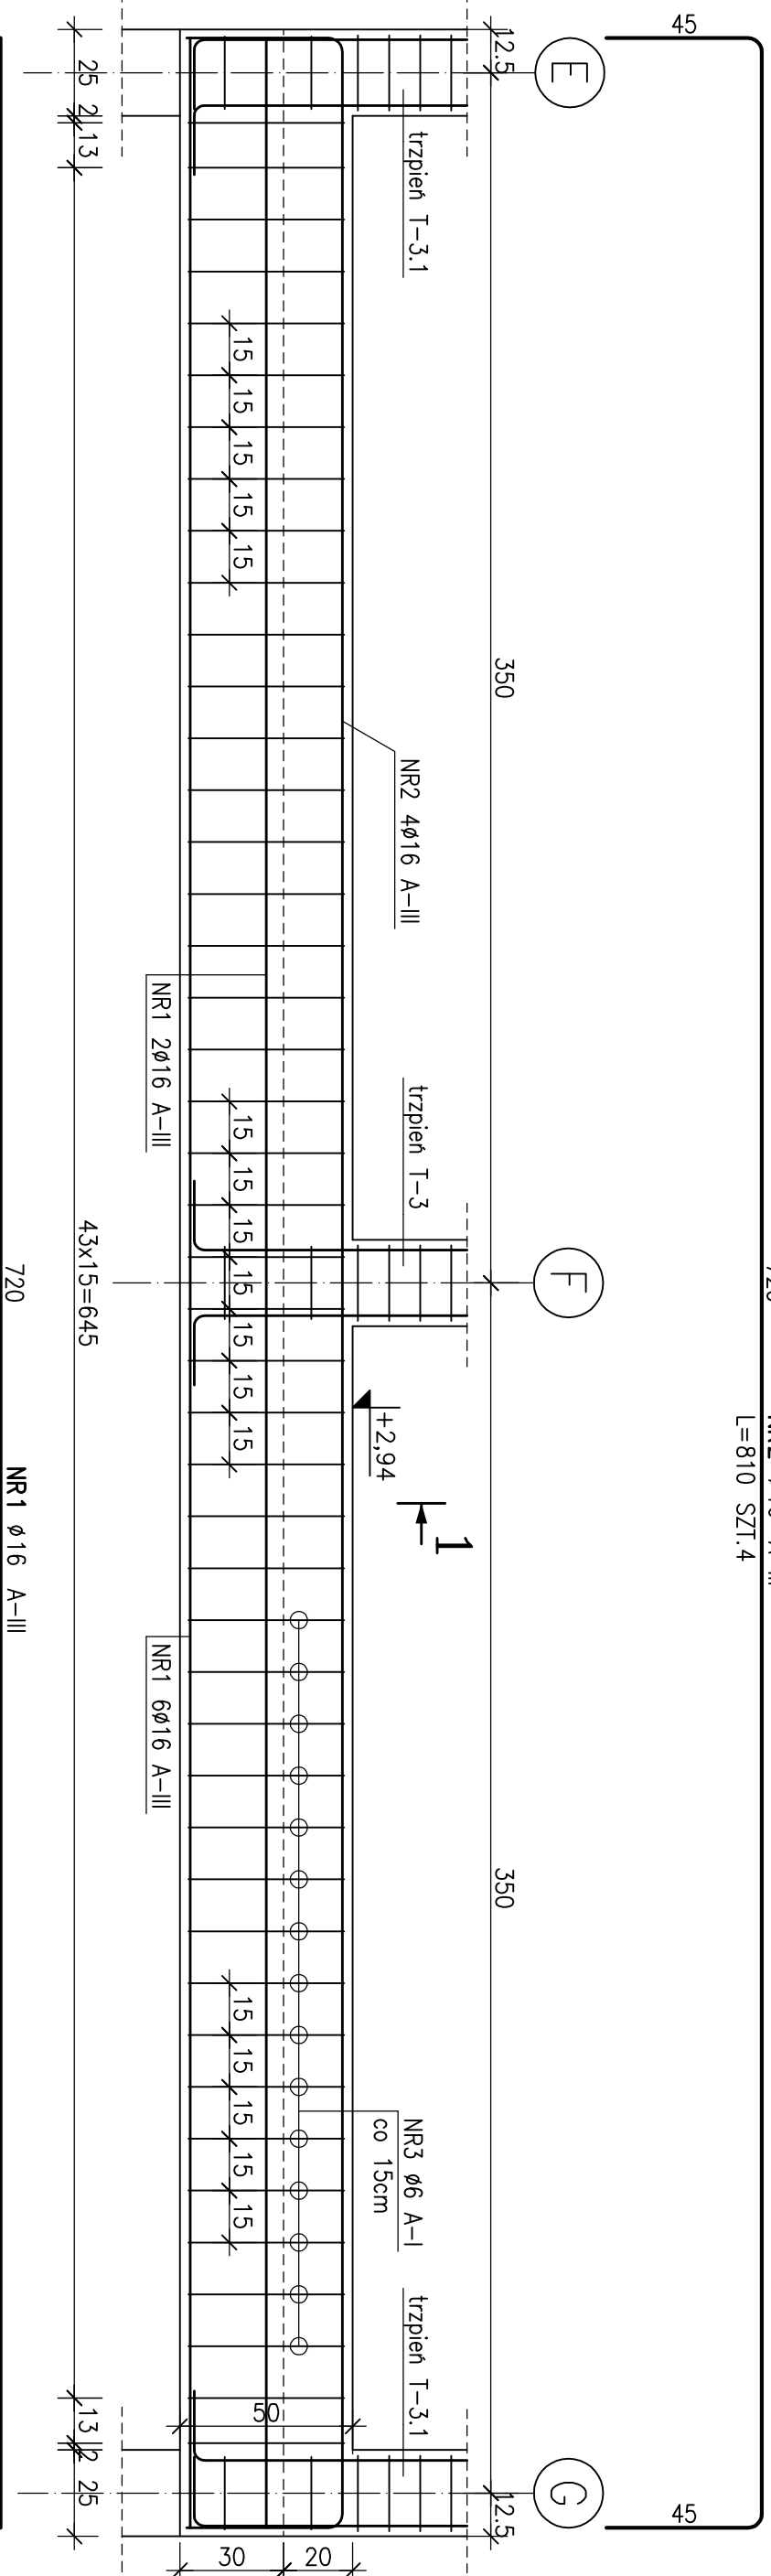 45
L=810 SZT.4
45
E
F
G
12.5
350
350
12.5
trzpień T-3.1
trzpień T-3
trzpień T-3.1
NR2 4ø16 A-III
+2,94
1
NR3 ø6 A-I
co 15cm
15 15 15 15 15
15 15 15 15 15 15 15
15 15 15 15 15
50
20
30
NR1 2ø16 A-III
NR1 6ø16 A-III
25 2 13
43x15=645
13 2 25
720
NR1 ø16 A-III